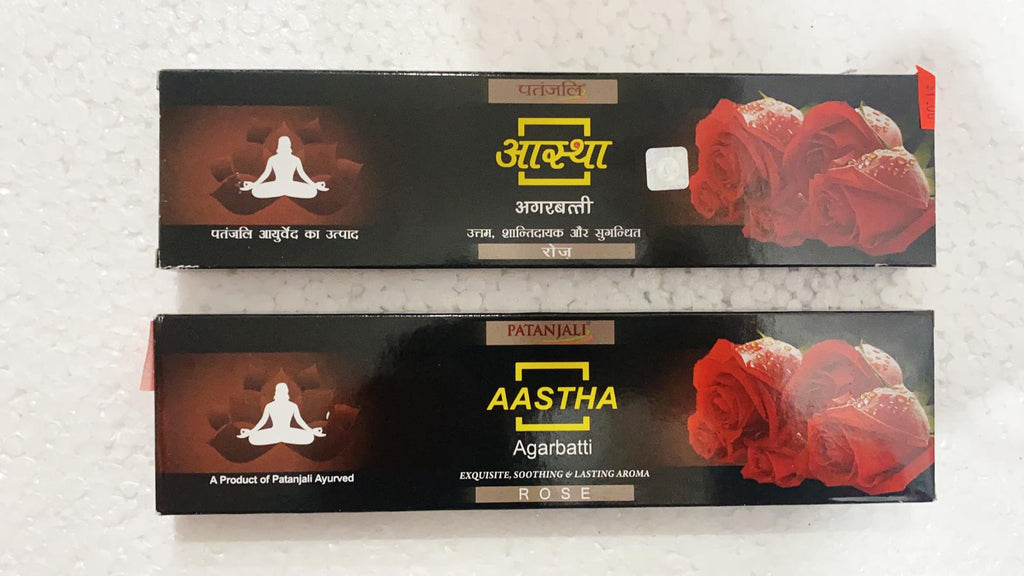 पतंजलि
आस्था
अगरबत्ती
पतंजलि आयुर्वेद का उत्पाद
उत्तम, शान्तिदायक और सुगन्धित
रोज़
PATANJALI
AASTHA
Agarbatti
A Product of Patanjali Ayurved
EXQUISITE, SOOTHING & LASTING AROMA
ROSE